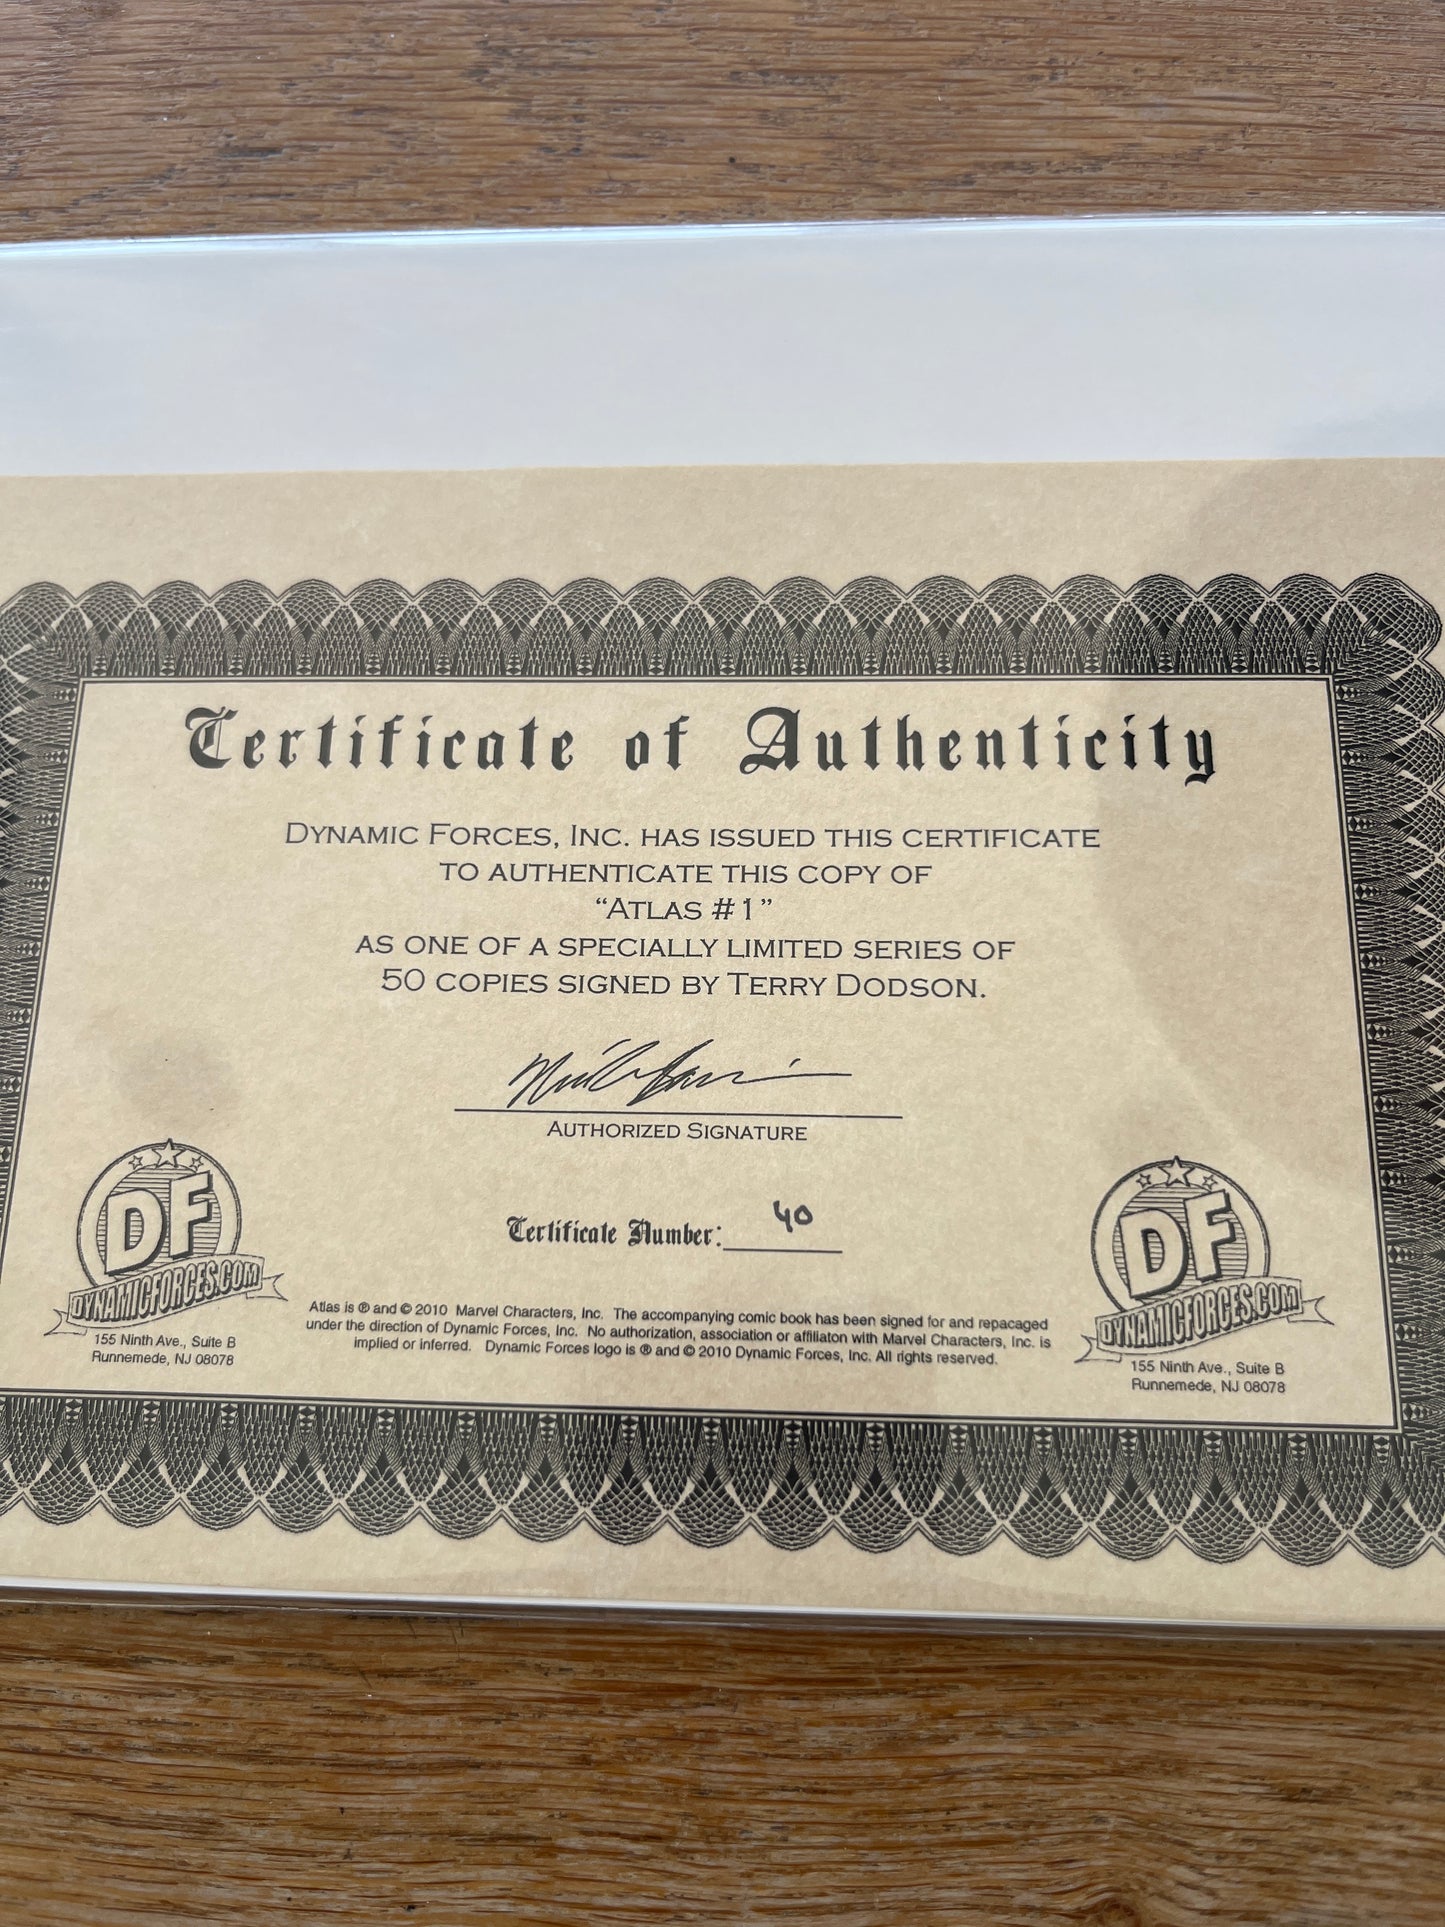 Certificate of Authenticity
Dynamic Forces, Inc. has issued this certificate
to authenticate this copy of
“Atlas #1”
as one of a specially limited series of
50 copies signed by Terry Dodson.
Authorized Signature
Certificate Number: 40
DF
DYNAMICFORCES.COM
155 Ninth Ave., Suite B
Runnemede, NJ 08078
Atlas is ® and © 2010 Marvel Characters, Inc. The accompanying comic book has been signed for and repacaged
under the direction of Dynamic Forces, Inc. No authorization, association or affiliaton with Marvel Characters, Inc. is
implied or inferred. Dynamic Forces logo is ® and © 2010 Dynamic Forces, Inc. All rights reserved.
DF
DYNAMICFORCES.COM
155 Ninth Ave., Suite B
Runnemede, NJ 08078